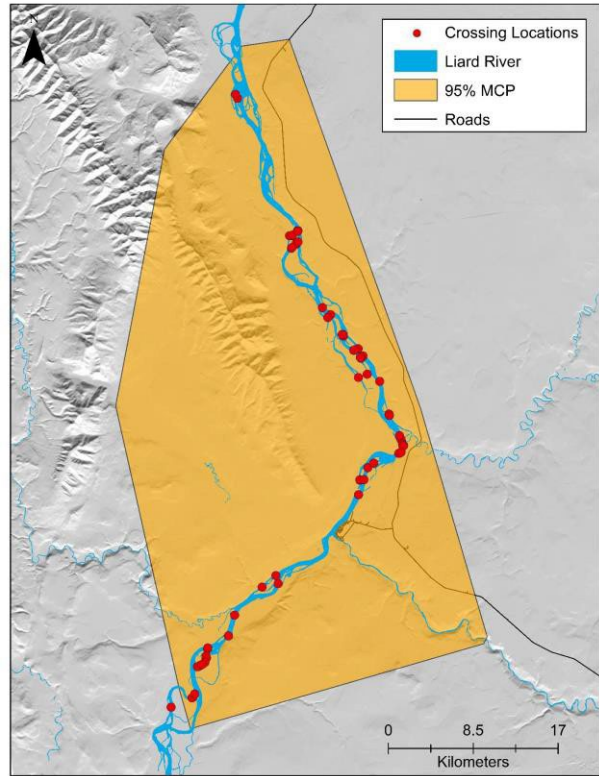 Crossing Locations
Liard River
95% MCP
Roads
0 8.5 17
Kilometers